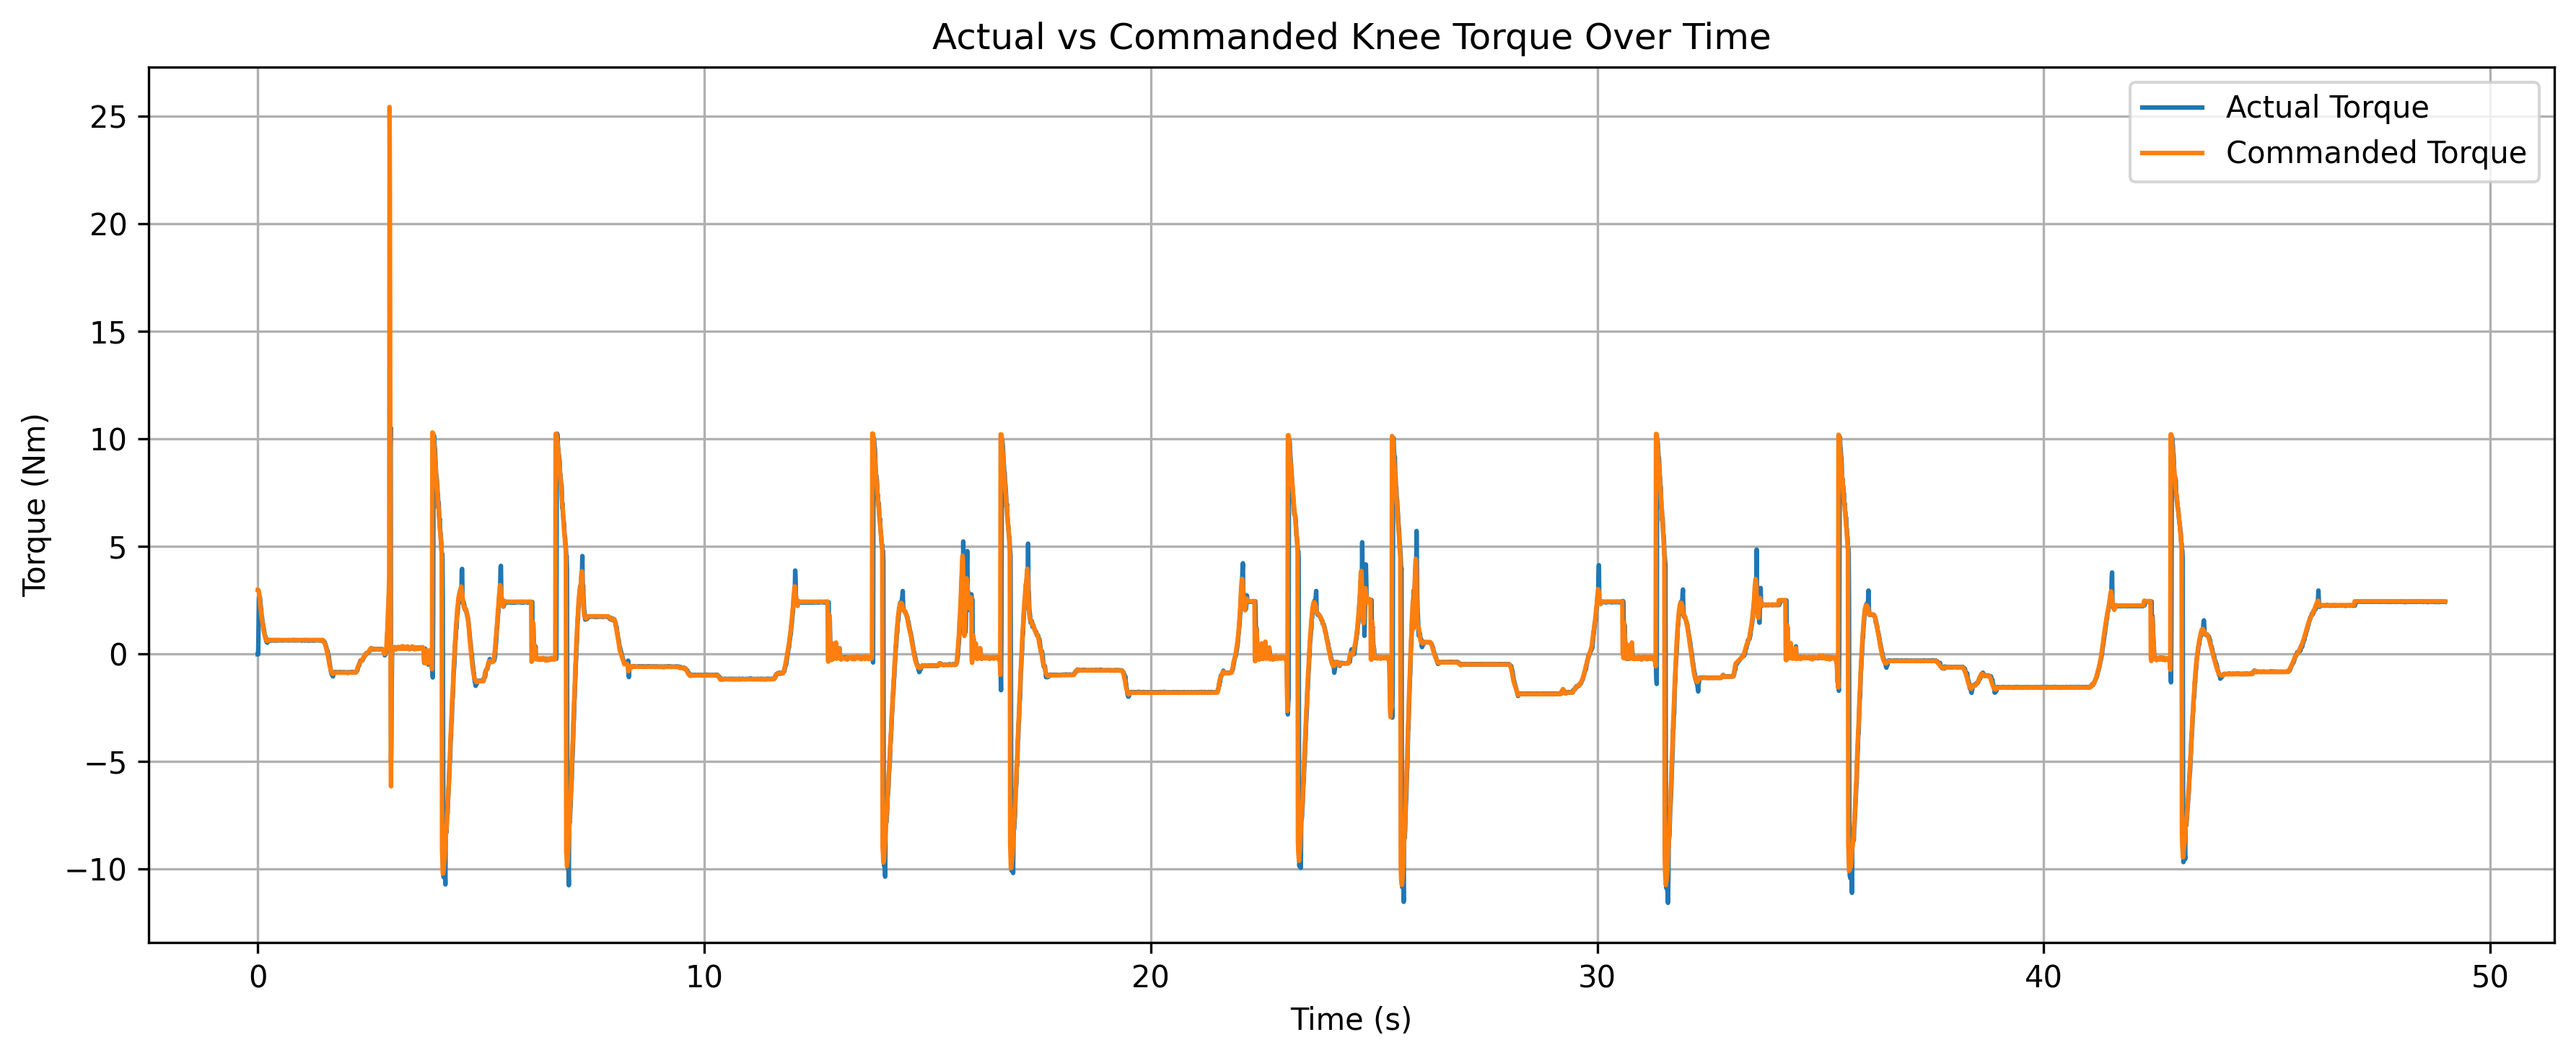 Actual vs Commanded Knee Torque Over Time
Actual Torque
Commanded Torque
Torque (Nm)
25
20
15
10
5
0
−5
−10
0
10
20
30
40
50
Time (s)